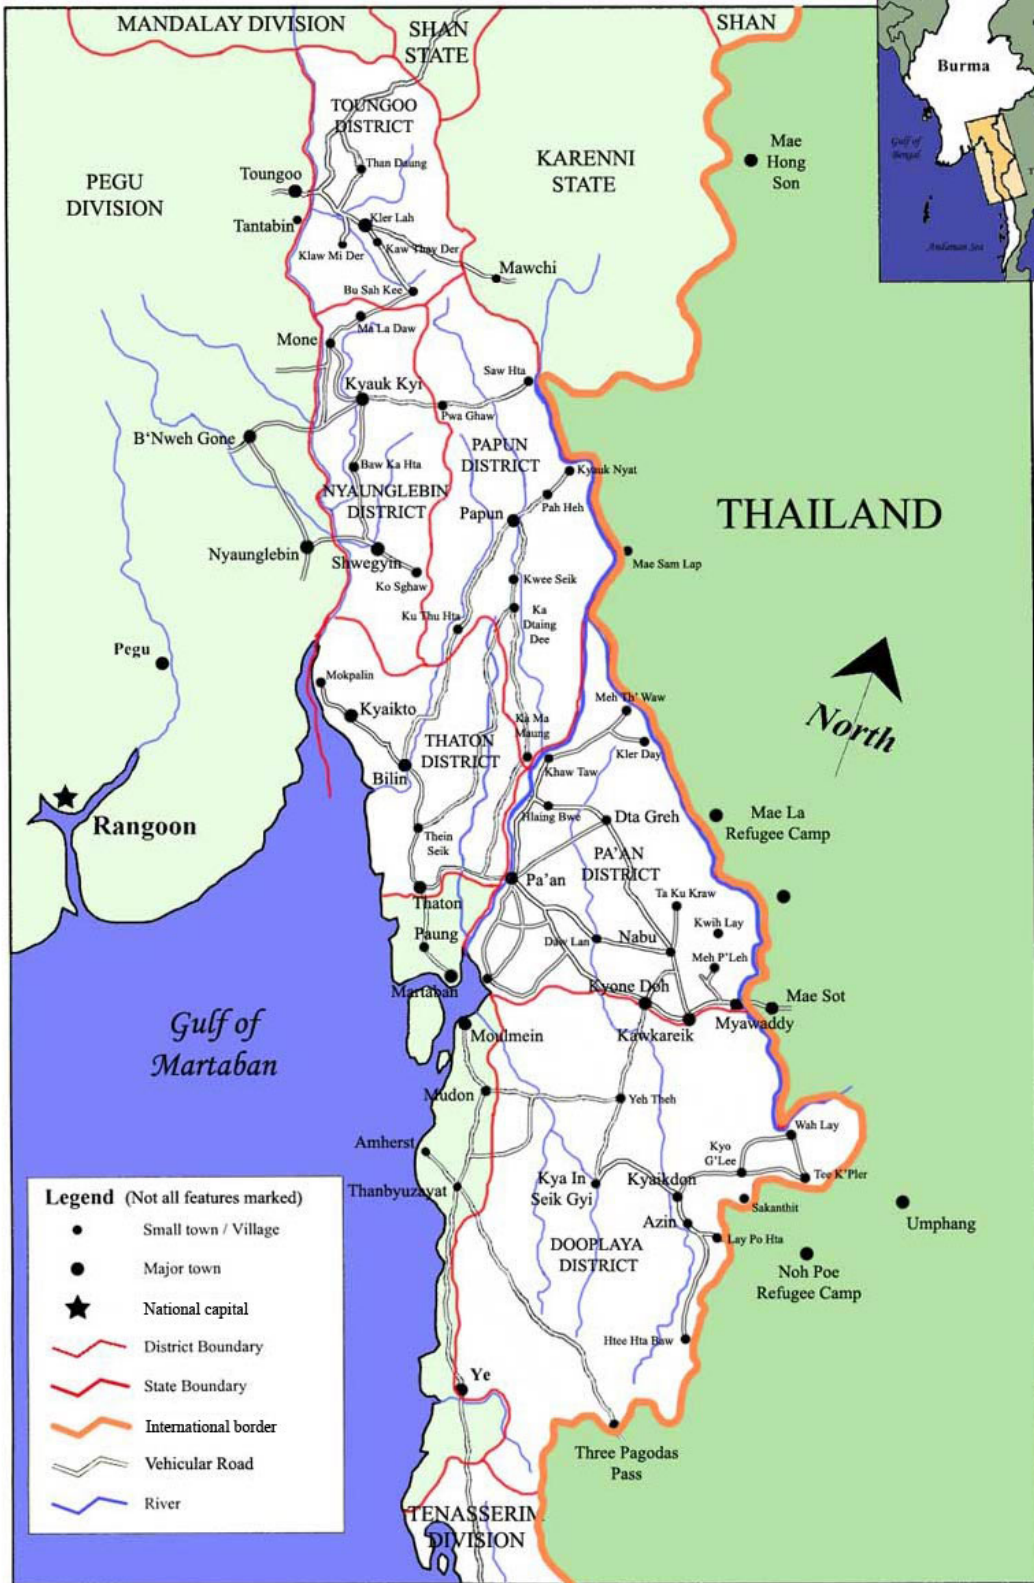 MANDALAY DIVISION
SHAN
STATE
SHAN
Burma
Gulf of
Bengal
T
Andaman Sea
TOUNGOO
DISTRICT
KARENNI
STATE
Mae
Hong
Son
PEGU
DIVISION
Than Daung
Toungoo
Tantabin
Kler Lah
Klaw Mi Der
Kaw Thay Der
Mawchi
Bu Sah Kee
Ma La Daw
Mone
Saw Hta
Kyauk Kyi
Pwa Ghaw
B'Nweh Gone
PAPUN
DISTRICT
Baw Ka Hta
Kyauk Nyat
NYAUNGLEBIN
DISTRICT
Pah Heh
Papun
THAILAND
Nyaunglebin
Shwegyin
Mae Sam Lap
Ko Sghaw
Kwee Seik
Ku Thu Hta
Ka
Dtaing
Dee
Pegu
Mokpalin
Meh Th' Waw
Kyaikto
Ka Ma
Maung
North
THATON
DISTRICT
Kler Day
Bilin
Khaw Taw
Rangoon
Hlaing Bwe
Dta Greh
Mae La
Refugee Camp
Thein
Seik
PA'AN
DISTRICT
Pa'an
Ta Ku Kraw
Thaton
Paung
Daw Lan
Nabu
Kwih Lay
Meh P'Leh
Martaban
Kyone Doh
Mae Sot
Gulf of
Martaban
Moulmein
Kawkareik
Myawaddy
Mudon
Yeh Theh
Amherst
Wah Lay
Kyo
G'Lee
Thanbyuzayat
Kya In
Seik Gyi
Kyaikdon
Tee K'Pler
Sakanthit
Umphang
Azin
Lay Po Hta
DOOPLAYA
DISTRICT
Noh Poe
Refugee Camp
Htee Hta Baw
Ye
Three Pagodas
Pass
TENASSERIM
DIVISION
Legend (Not all features marked)
Small town / Village
Major town
National capital
District Boundary
State Boundary
International border
Vehicular Road
River